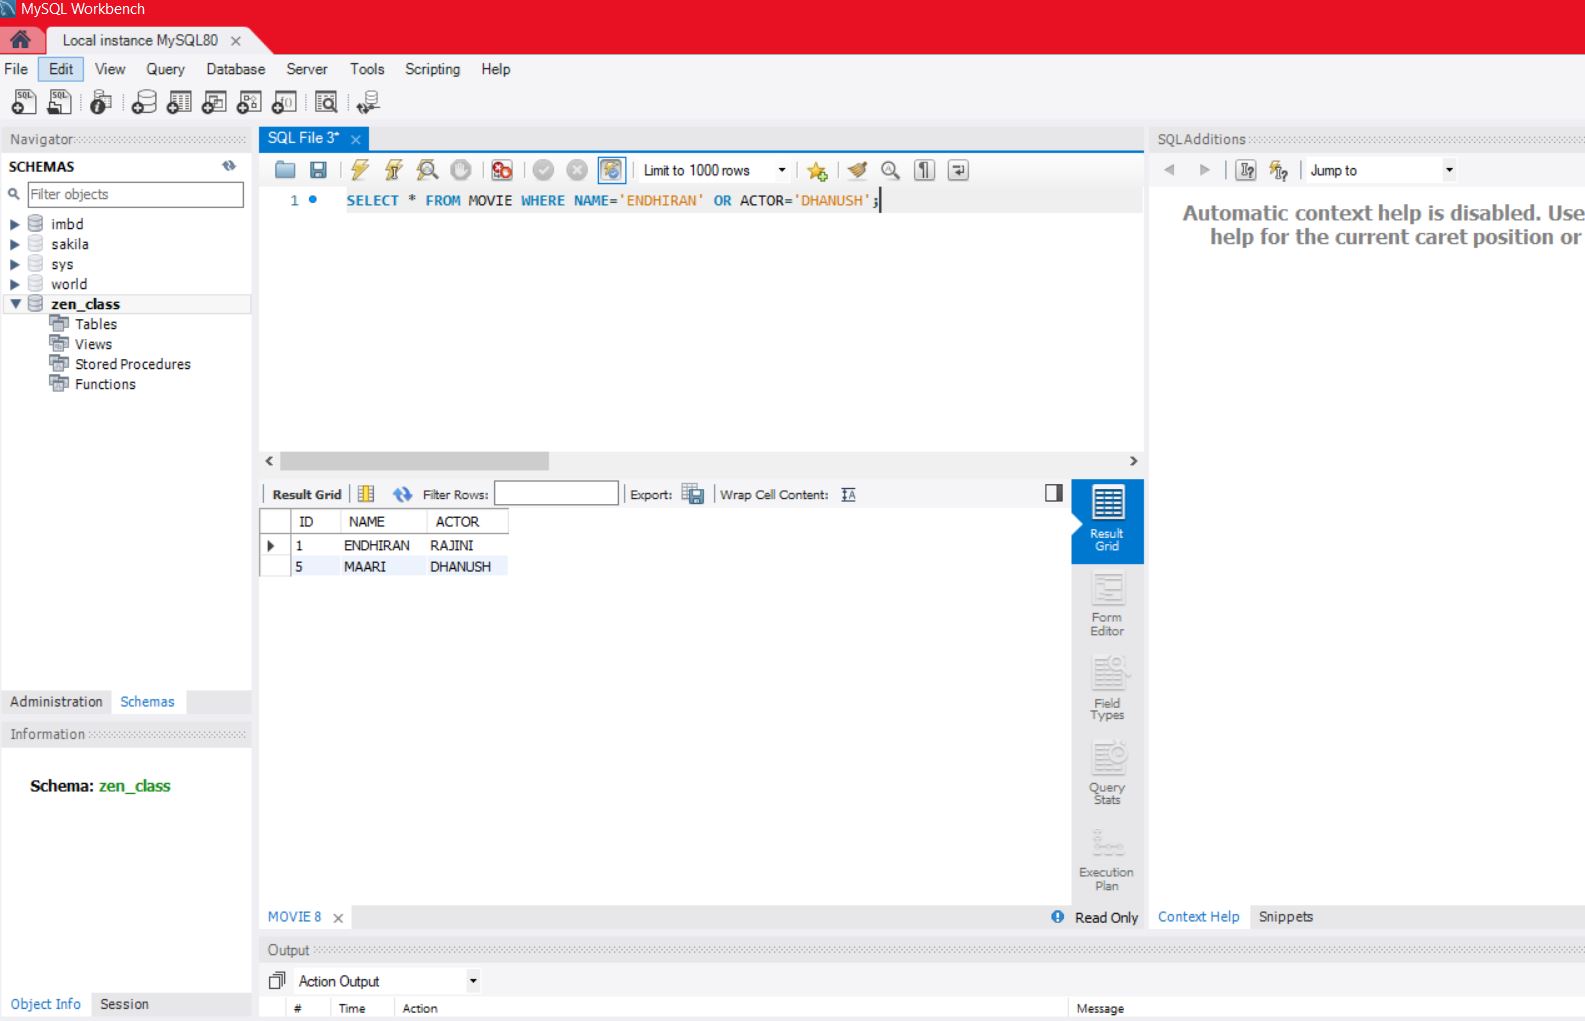 MySQL Workbench
Local instance MySQL80
File Edit View Query Database Server Tools Scripting Help
Navigator
SCHEMAS
Filter objects
imbd
sakila
sys
world
zen_class
Tables
Views
Stored Procedures
Functions
Administration Schemas
Information
Schema: zen_class
Object Info Session
SQL File 3*
Limit to 1000 rows
1 SELECT * FROM MOVIE WHERE NAME='ENDHIRAN' OR ACTOR='DHANUSH';
Result Grid Filter Rows: Export: Wrap Cell Content:
ID NAME ACTOR
1 ENDHIRAN RAJINI
5 MAARI DHANUSH
Result
Grid
Form
Editor
Field
Types
Query
Stats
Execution
Plan
MOVIE 8 Read Only
SQLAdditions
Jump to
Automatic context help is disabled. Use
help for the current caret position or
Context Help Snippets
Output
Action Output
# Time Action Message